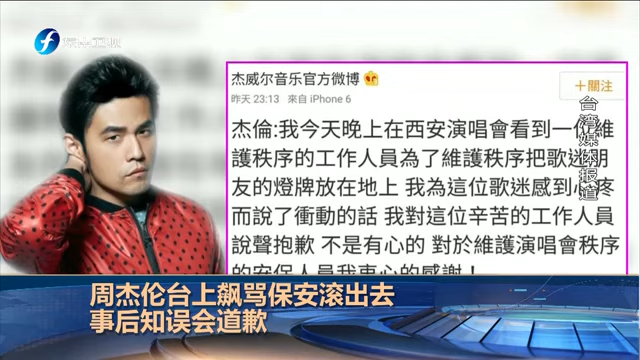 东南卫视
杰威尔音乐官方微博
昨天 23:13 來自 iPhone 6
＋關注
杰倫:我今天晚上在西安演唱會看到一位維
護秩序的工作人員為了維護秩序把歌迷朋
友的燈牌放在地上 我為這位歌迷感到心疼
而說了衝動的話 我對這位辛苦的工作人員
說聲抱歉 不是有心的 對於維護演唱會秩序
的安保人員我衷心的感謝！
台湾媒体报道
周杰伦台上飙骂保安滚出去
事后知误会道歉